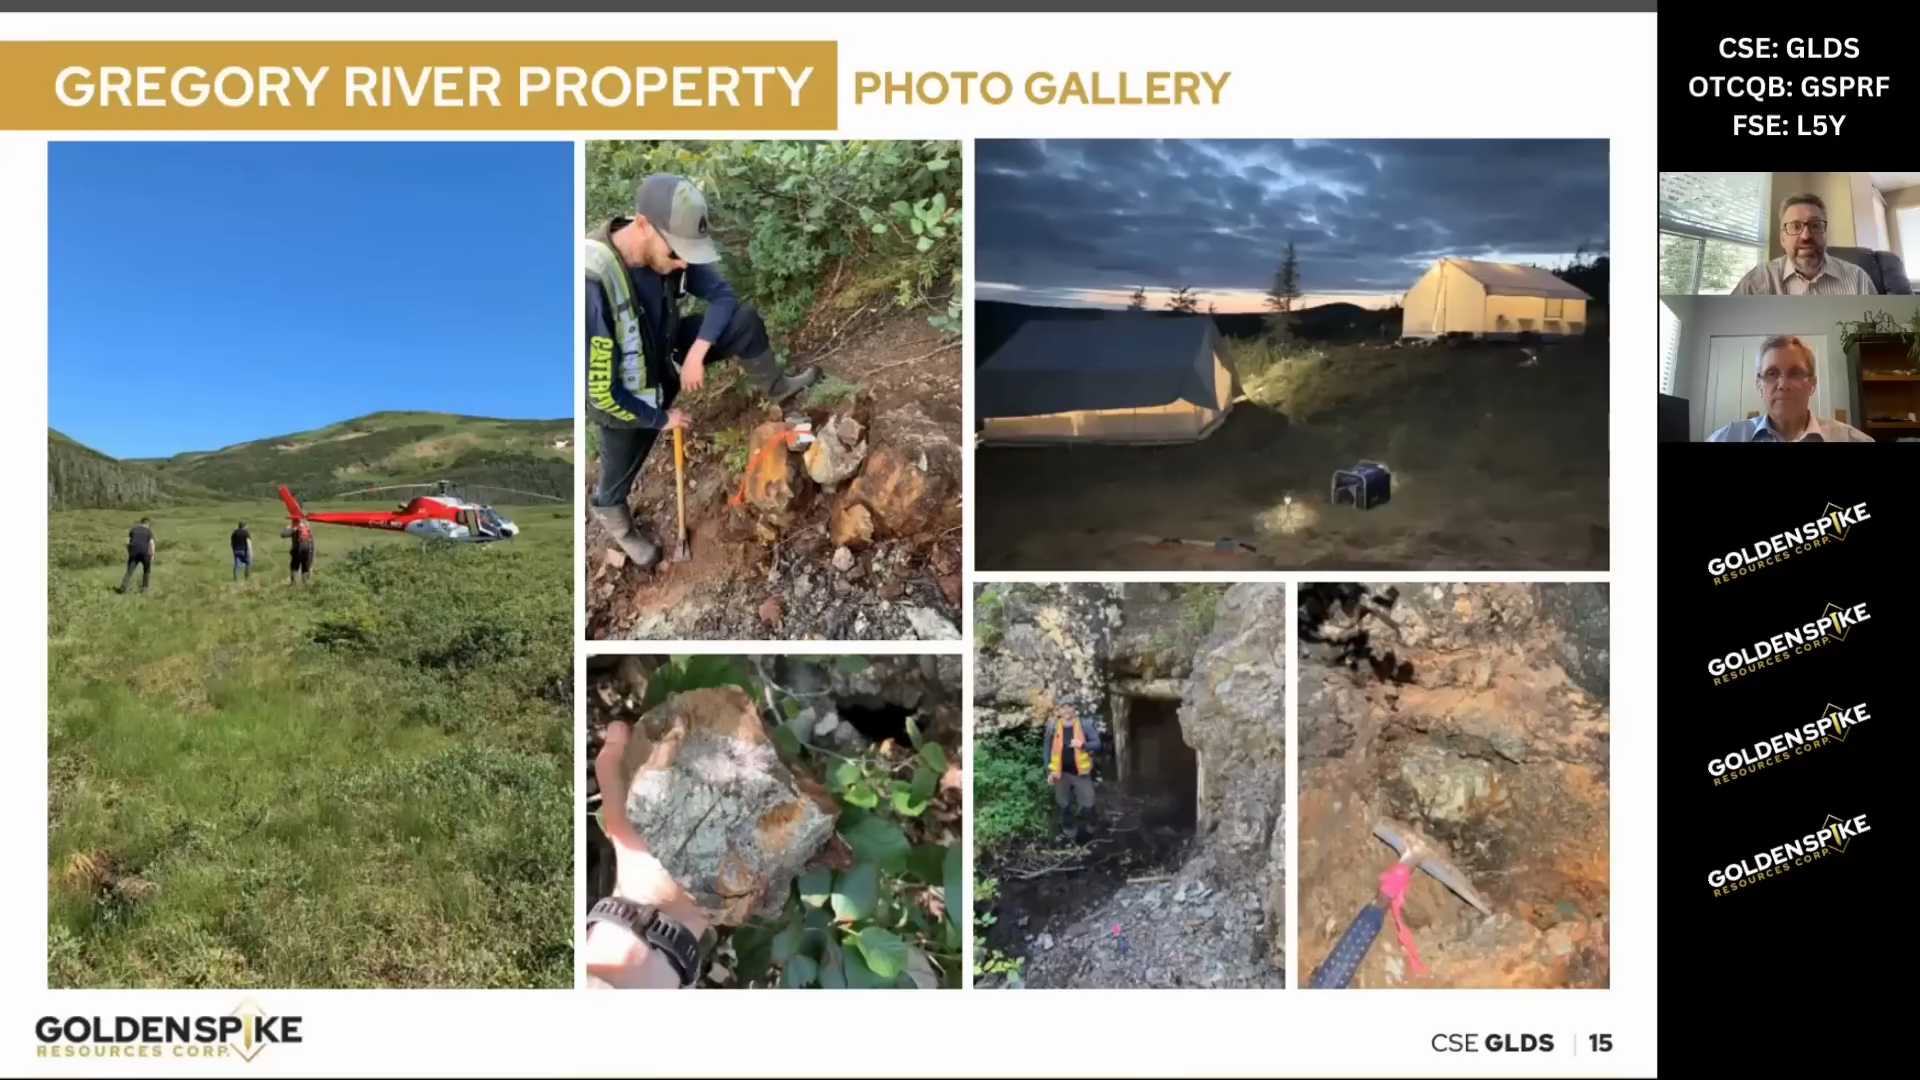 GREGORY RIVER PROPERTY
PHOTO GALLERY
CATERPILLAR
GOLDENSPIKE
RESOURCES CORP.
CSE GLDS
15
CSE: GLDS
OTCQB: GSPRF
FSE: L5Y
GOLDENSPIKE
RESOURCES CORP.
GOLDENSPIKE
RESOURCES CORP.
GOLDENSPIKE
RESOURCES CORP.
GOLDENSPIKE
RESOURCES CORP.